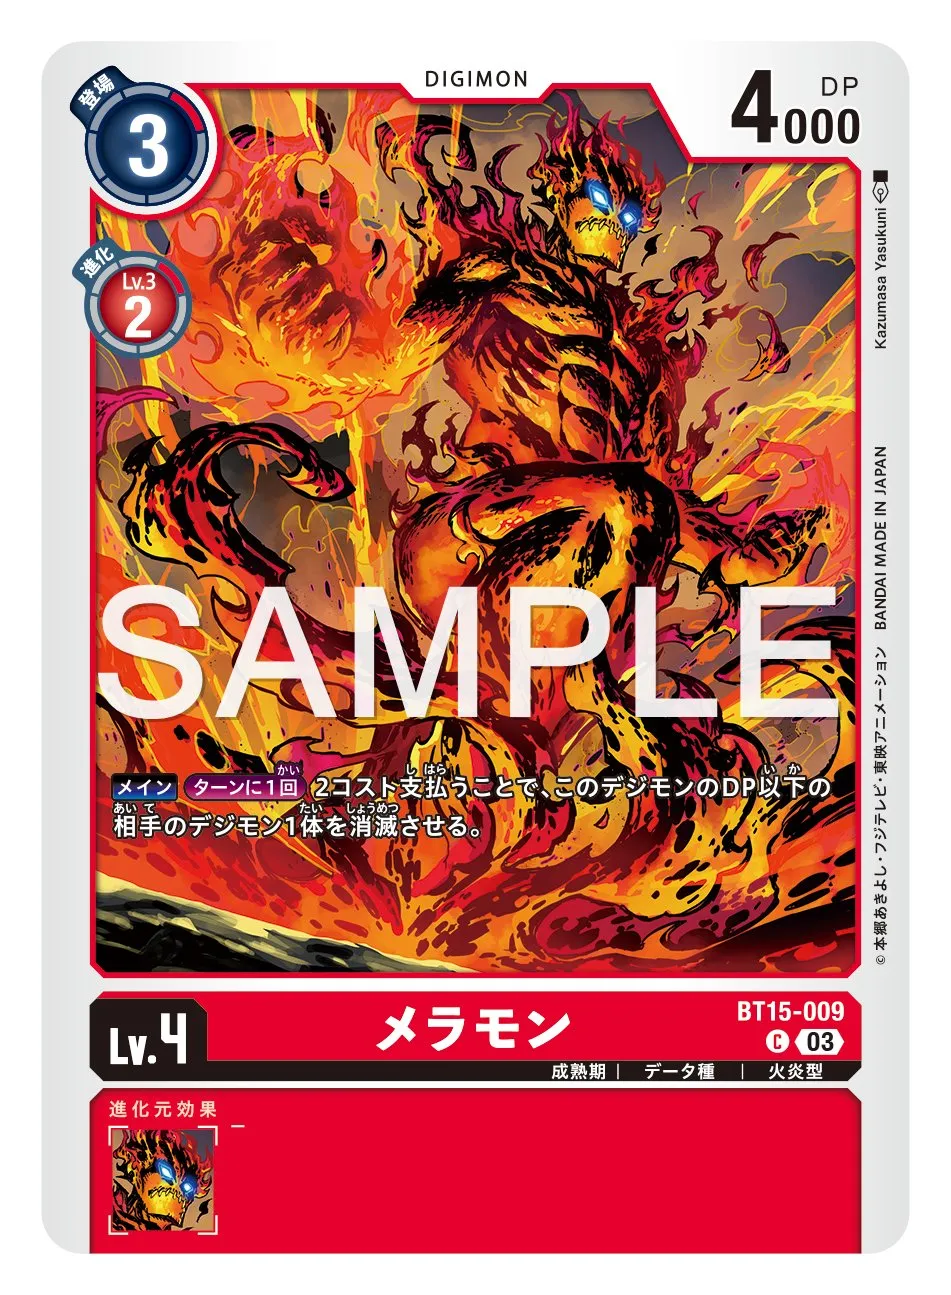 DIGIMON
登場
3
DP
4000
進化
Lv.3
2
Kazumasa Yasukuni
SAMPLE
メイン ターンに1回 2コスト支払うことで、このデジモンのDP以下の
相手のデジモン1体を消滅させる。
©本郷あきよし・フジテレビ・東映アニメーション BANDAI MADE IN JAPAN
Lv.4
メラモン
BT15-009
C 03
成熟期 | データ種 | 火炎型
進化元効果
ー